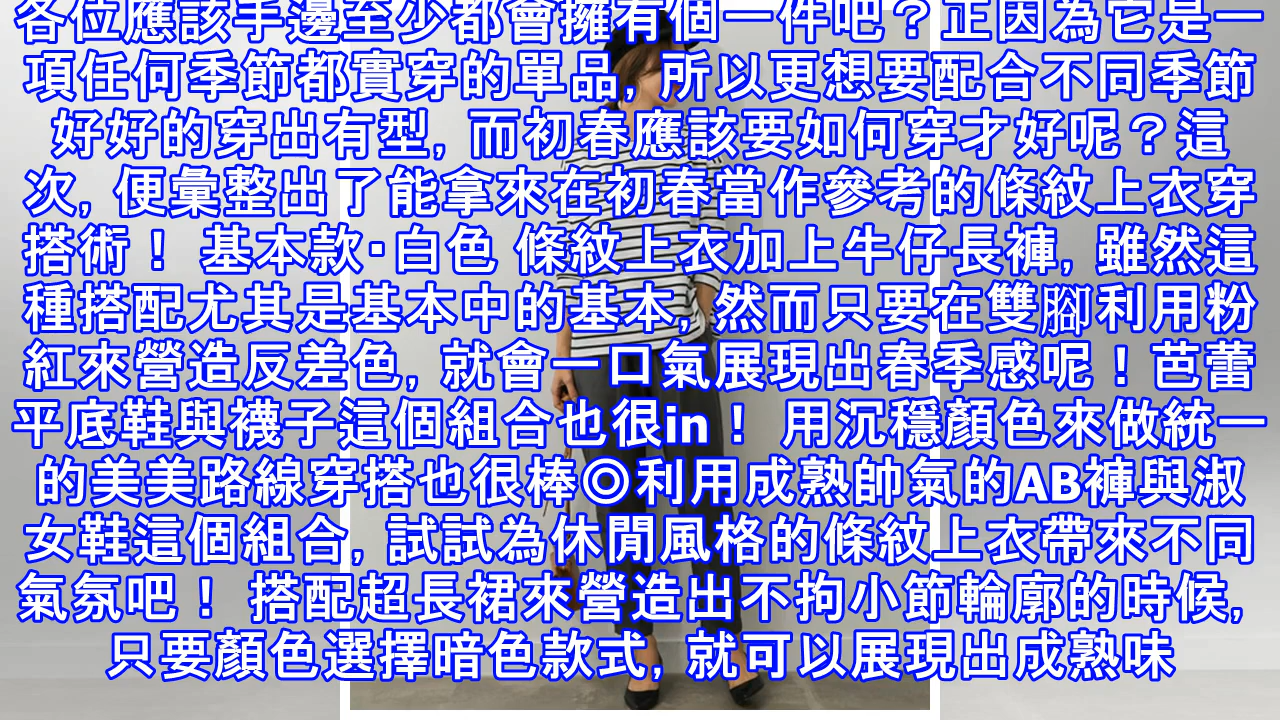 各位應該手邊至少都會擁有個一件吧？正因為它是一
項任何季節都實穿的單品, 所以更想要配合不同季節
好好的穿出有型, 而初春應該要如何穿才好呢？這
次, 便彙整出了能拿來在初春當作參考的條紋上衣穿
搭術！ 基本款･白色 條紋上衣加上牛仔長褲, 雖然這
種搭配尤其是基本中的基本, 然而只要在雙腳利用粉
紅來營造反差色, 就會一口氣展現出春季感呢！芭蕾
平底鞋與襪子這個組合也很in！ 用沉穩顏色來做統一
的美美路線穿搭也很棒◎利用成熟帥氣的AB褲與淑
女鞋這個組合, 試試為休閒風格的條紋上衣帶來不同
氣氛吧！ 搭配超長裙來營造出不拘小節輪廓的時候,
只要顏色選擇暗色款式, 就可以展現出成熟味